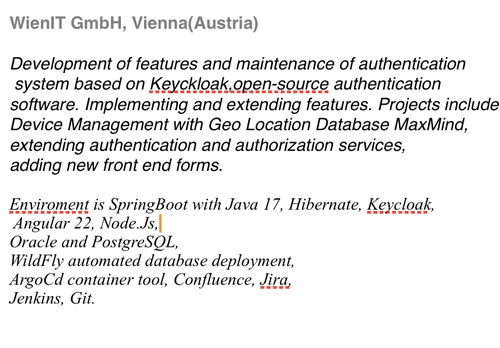 WienIT GmbH, Vienna(Austria)
Development of features and maintenance of authentication
system based on Keyckloak,open-source authentication
software. Implementing and extending features. Projects include
Device Management with Geo Location Database MaxMind,
extending authentication and authorization services,
adding new front end forms.
Enviroment is SpringBoot with Java 17, Hibernate, Keycloak,
Angular 22, Node.Js,
Oracle and PostgreSQL,
WildFly automated database deployment,
ArgoCd container tool, Confluence, Jira,
Jenkins, Git.